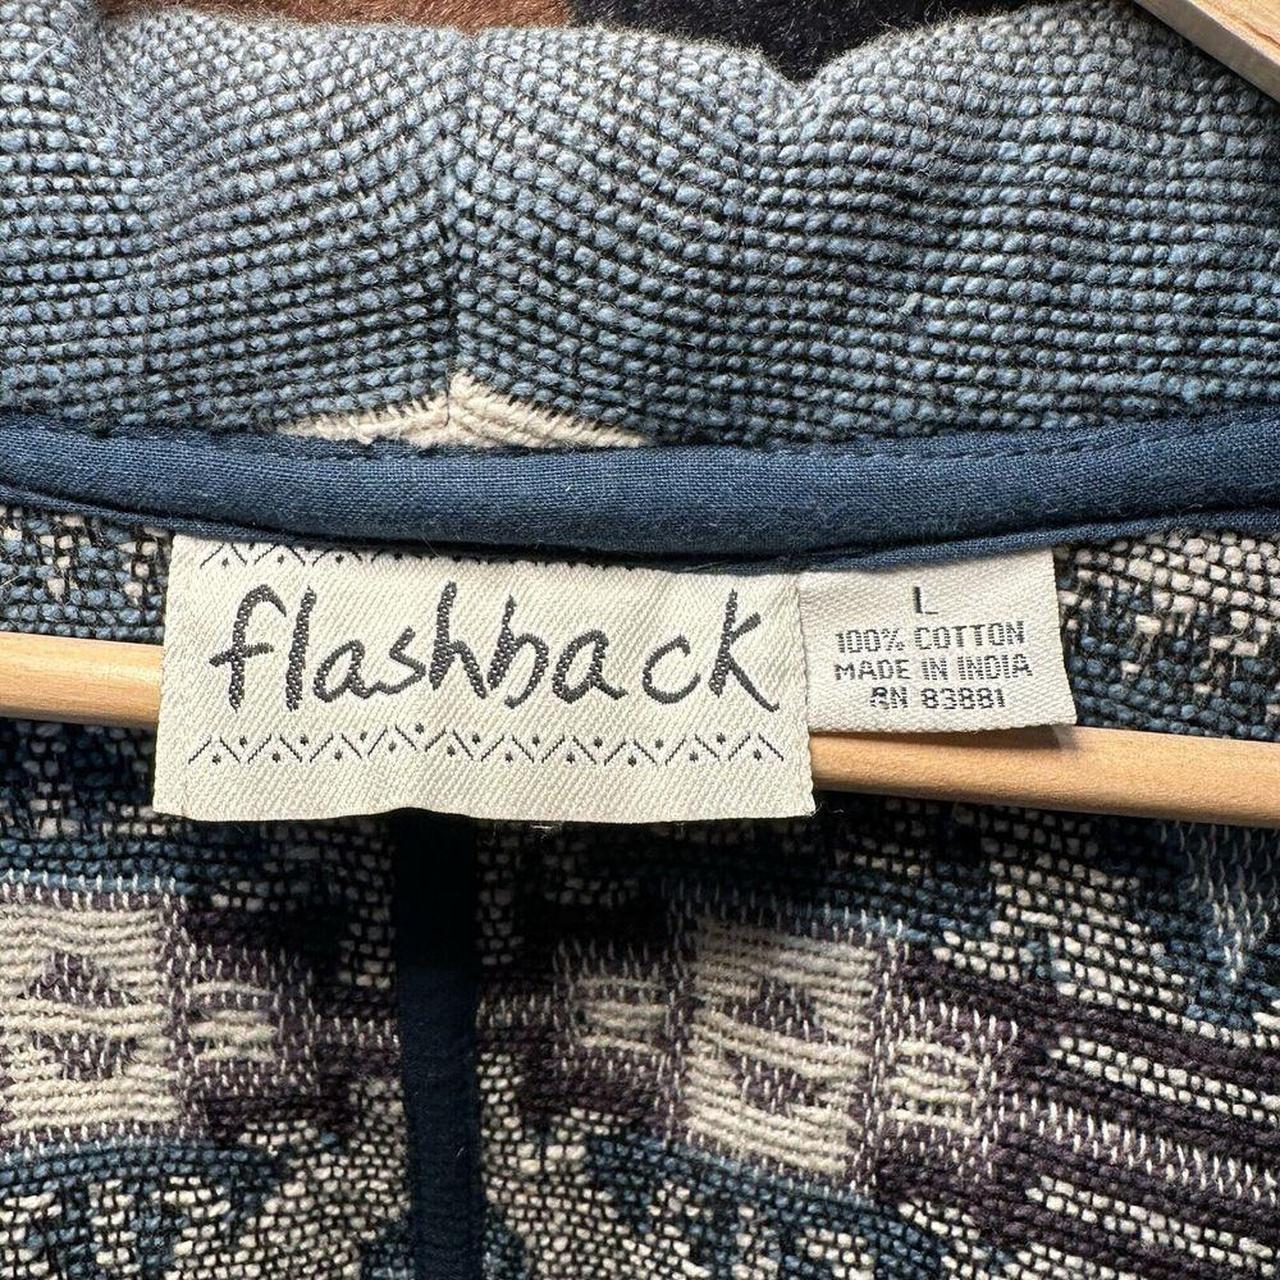 flashback
L
100% COTTON
MADE IN INDIA
RN 83881